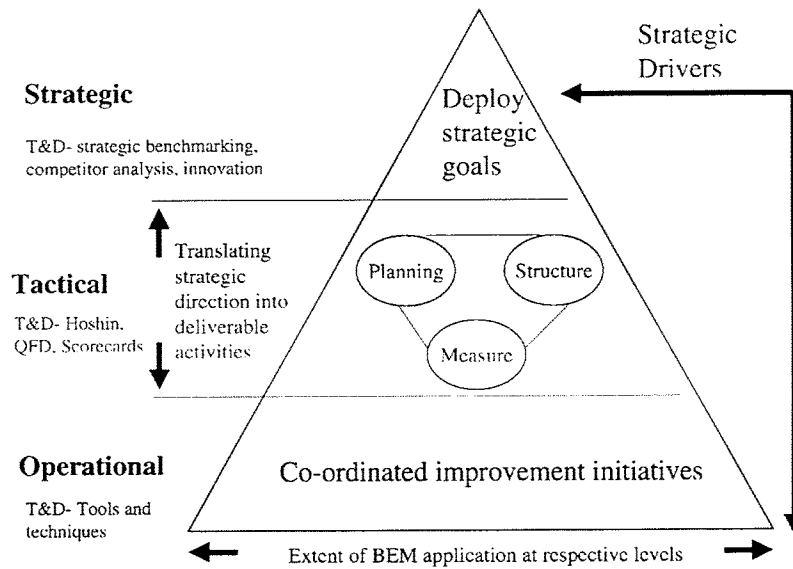 Strategic
Drivers
Strategic
T&D- strategic benchmarking,
competitor analysis, innovation
Deploy
strategic
goals
Tactical
T&D- Hoshin,
QFD, Scorecards
Translating
strategic
direction into
deliverable
activities
Planning
Structure
Measure
Operational
T&D- Tools and
techniques
Co-ordinated improvement initiatives
Extent of BEM application at respective levels